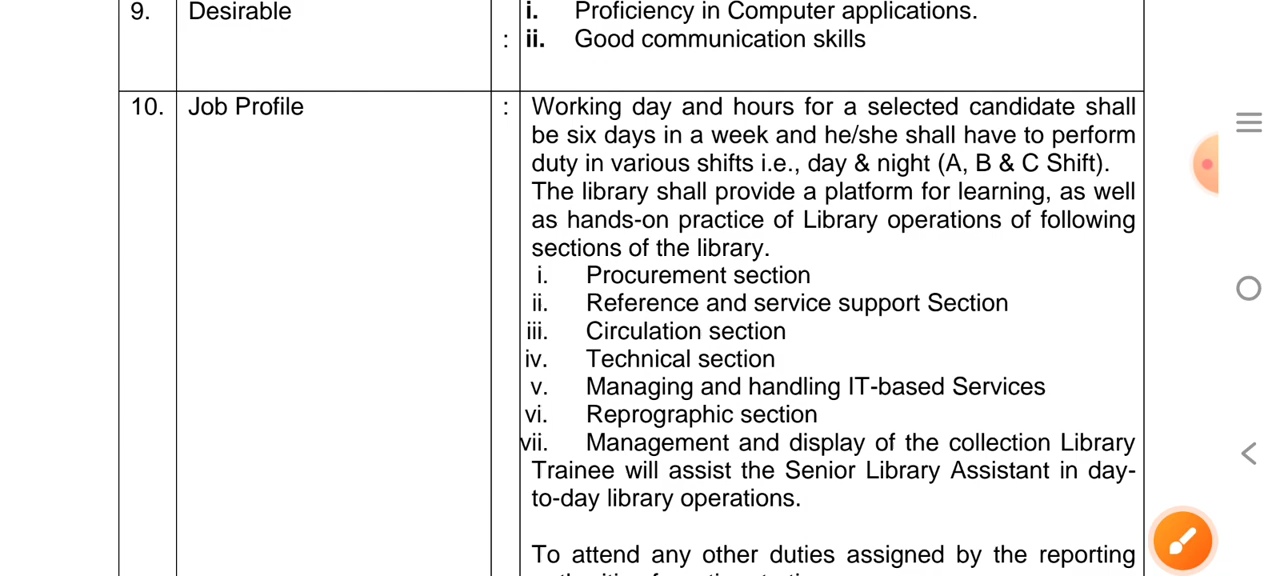 9. Desirable i. Proficiency in Computer applications.
: ii. Good communication skills
10. Job Profile : Working day and hours for a selected candidate shall
be six days in a week and he/she shall have to perform
duty in various shifts i.e., day & night (A, B & C Shift).
The library shall provide a platform for learning, as well
as hands-on practice of Library operations of following
sections of the library.
i. Procurement section
ii. Reference and service support Section
iii. Circulation section
iv. Technical section
v. Managing and handling IT-based Services
vi. Reprographic section
vii. Management and display of the collection Library
Trainee will assist the Senior Library Assistant in day-
to-day library operations.
To attend any other duties assigned by the reporting